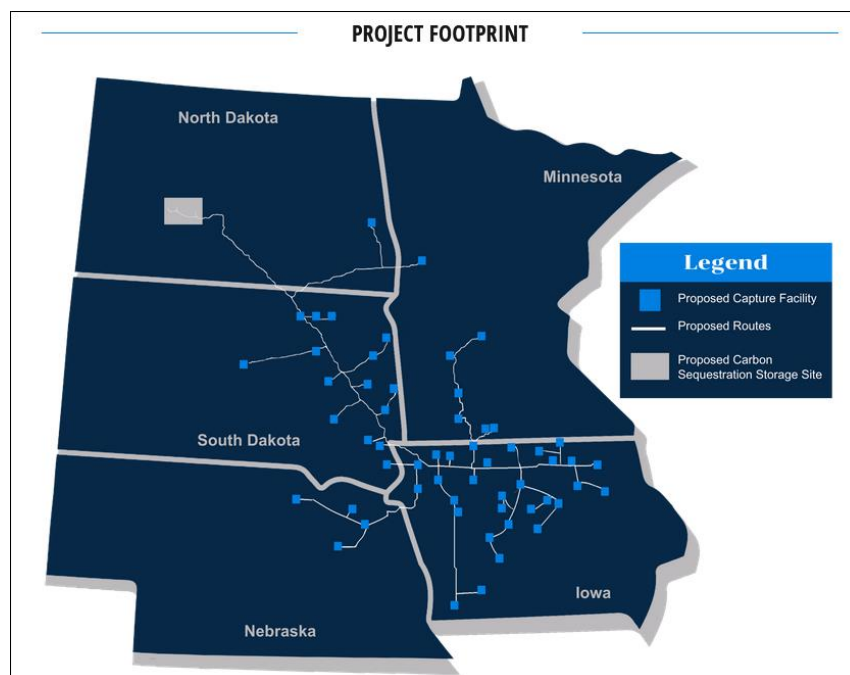 PROJECT FOOTPRINT
North Dakota
Minnesota
Legend
Proposed Capture Facility
Proposed Routes
Proposed Carbon
Sequestration Storage Site
South Dakota
Iowa
Nebraska